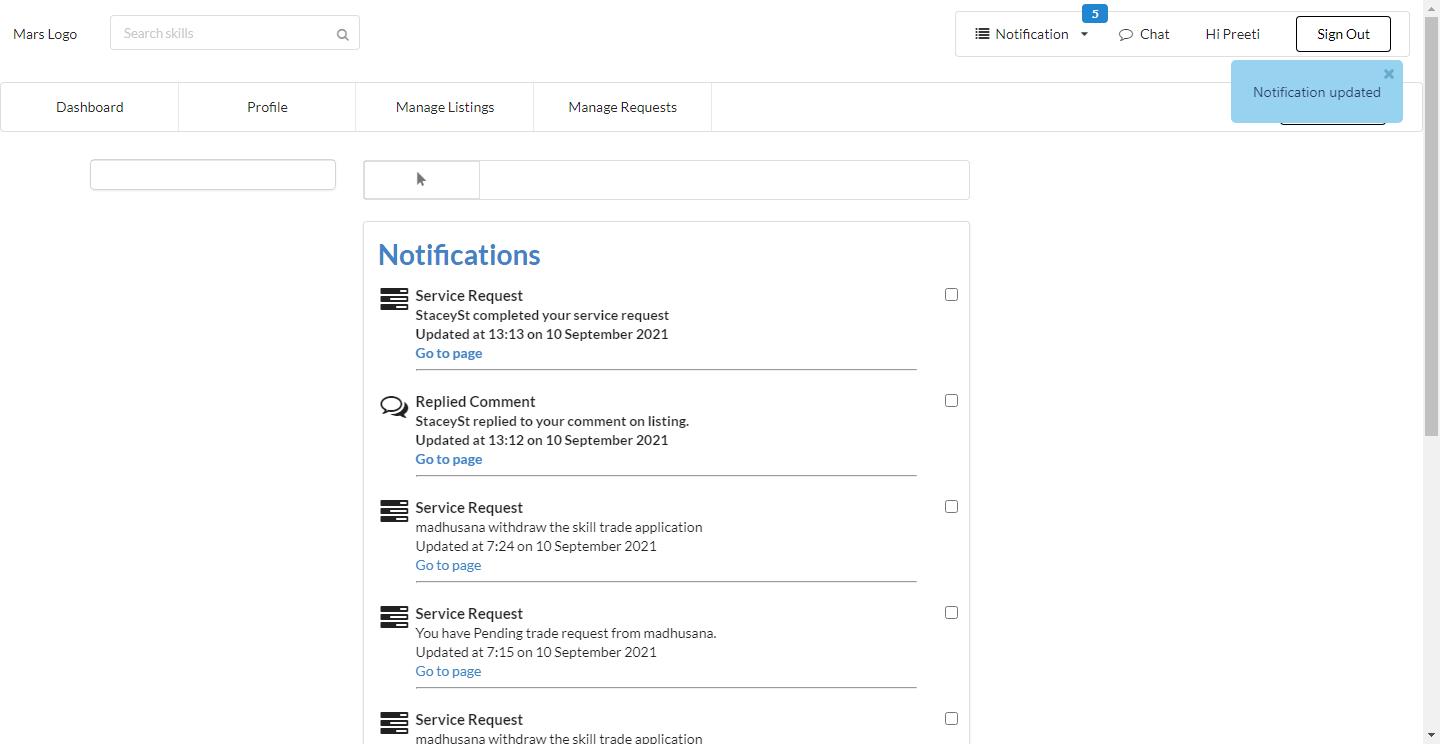 Mars Logo
Search skills
5
Notification
Chat
Hi Preeti
Sign Out
Notification updated
Dashboard
Profile
Manage Listings
Manage Requests
Notifications
Service Request
StaceySt completed your service request
Updated at 13:13 on 10 September 2021
Go to page
Replied Comment
StaceySt replied to your comment on listing.
Updated at 13:12 on 10 September 2021
Go to page
Service Request
madhusana withdraw the skill trade application
Updated at 7:24 on 10 September 2021
Go to page
Service Request
You have Pending trade request from madhusana.
Updated at 7:15 on 10 September 2021
Go to page
Service Request
madhusana withdraw the skill trade application